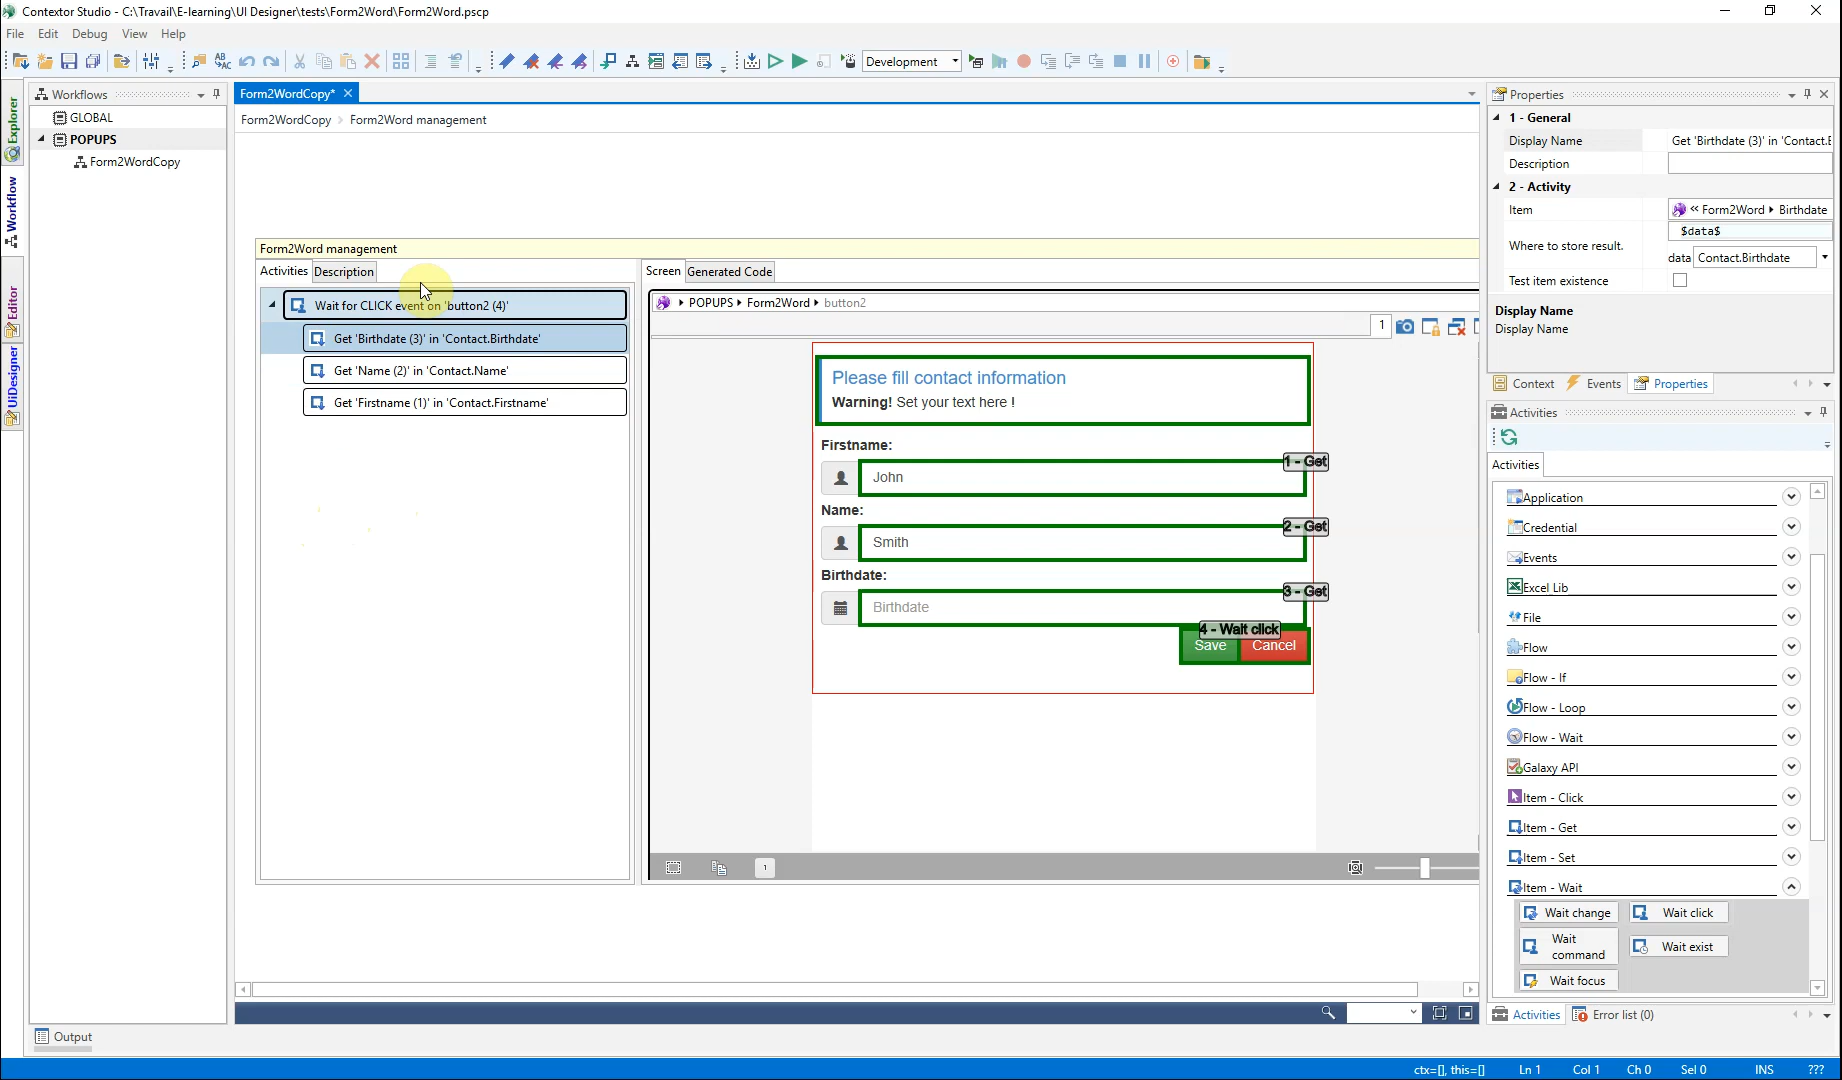 Contextor Studio - C:\Travail\E-learning\UI Designer\tests\Form2Word\Form2Word.pscp
File Edit Debug View Help
AB AC
Development
Explorer
Workflow
Editor
UiDesigner
Workflows
GLOBAL
POPUPS
Form2WordCopy
Form2WordCopy*
Form2WordCopy > Form2Word management
Form2Word management
Activities Description
Wait for CLICK event on 'button2 (4)'
Get 'Birthdate (3)' in 'Contact.Birthdate'
Get 'Name (2)' in 'Contact.Name'
Get 'Firstname (1)' in 'Contact.Firstname'
Screen Generated Code
POPUPS Form2Word button2
1
Please fill contact information
Warning! Set your text here !
Firstname:
1 - Get
John
Name:
2 - Get
Smith
Birthdate:
3 - Get
Birthdate
4 - Wait click
Save Cancel
1
Properties
1 - General
Display Name Get 'Birthdate (3)' in 'Contact.E
Description
2 - Activity
Item « Form2Word Birthdate
$data$
Where to store result.
data Contact.Birthdate
Test item existence
Display Name
Display Name
Context Events Properties
Activities
Activities
Application
Credential
Events
Excel Lib
File
Flow
Flow - If
Flow - Loop
Flow - Wait
Galaxy API
Item - Click
Item - Get
Item - Set
Item - Wait
Wait change Wait click
Wait command Wait exist
Wait focus
Activities Error list (0)
Output
ctx=[], this=[] Ln 1 Col 1 Ch 0 Sel 0 INS ???